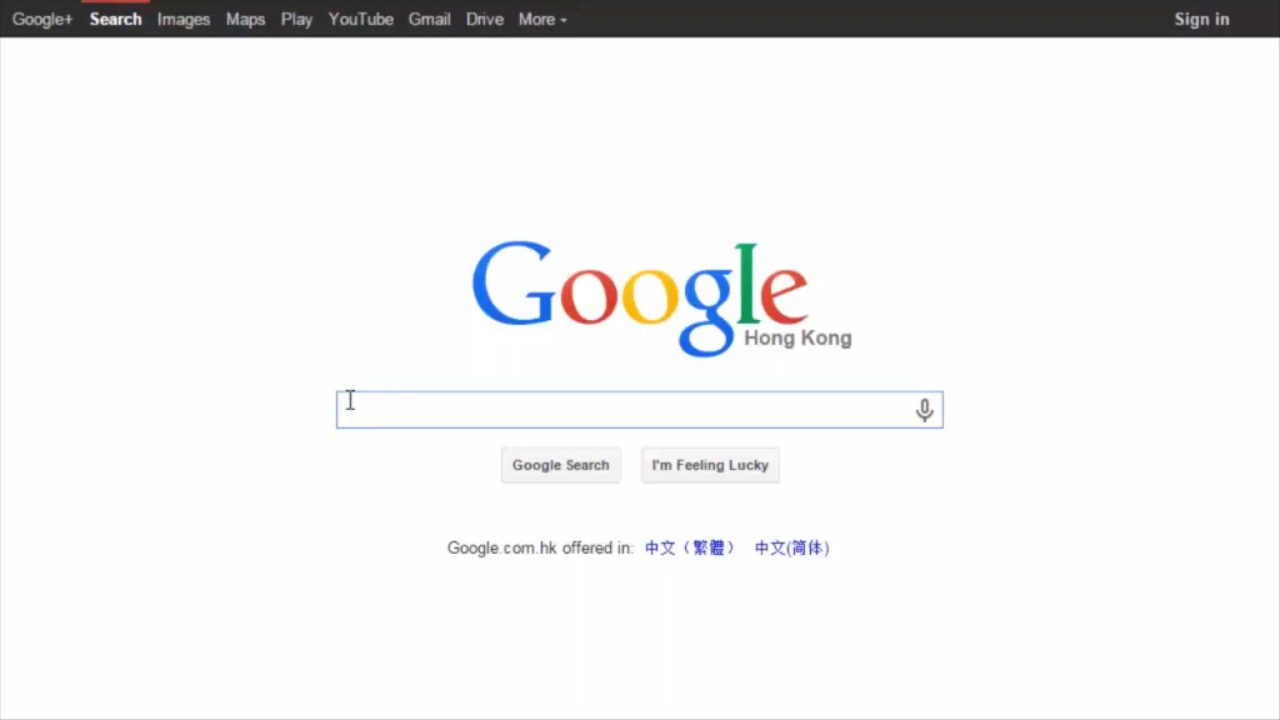 Google+ Search Images Maps Play YouTube Gmail Drive More Sign in
Google
Hong Kong
Google Search I'm Feeling Lucky
Google.com.hk offered in: 中文（繁體） 中文(简体)